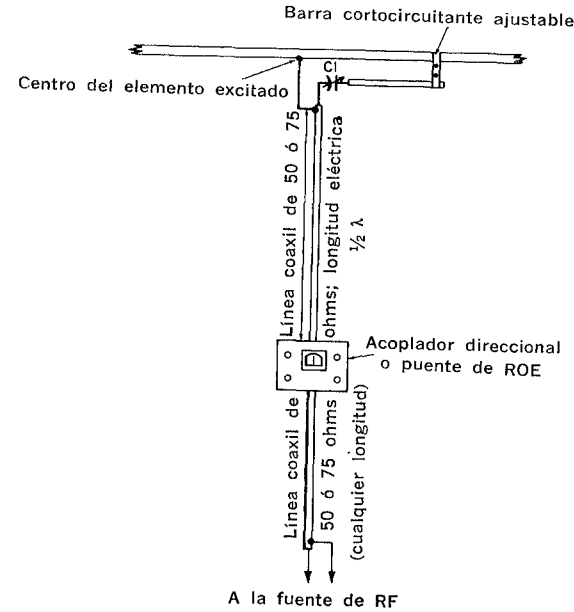 Barra cortocircuitante ajustable
C1
Centro del elemento excitado
Línea coaxil de 50 ó 75
ohms; longitud eléctrica
½ λ
Acoplador direccional
o puente de ROE
Línea coaxil de
50 ó 75 ohms
(cualquier longitud)
A la fuente de RF